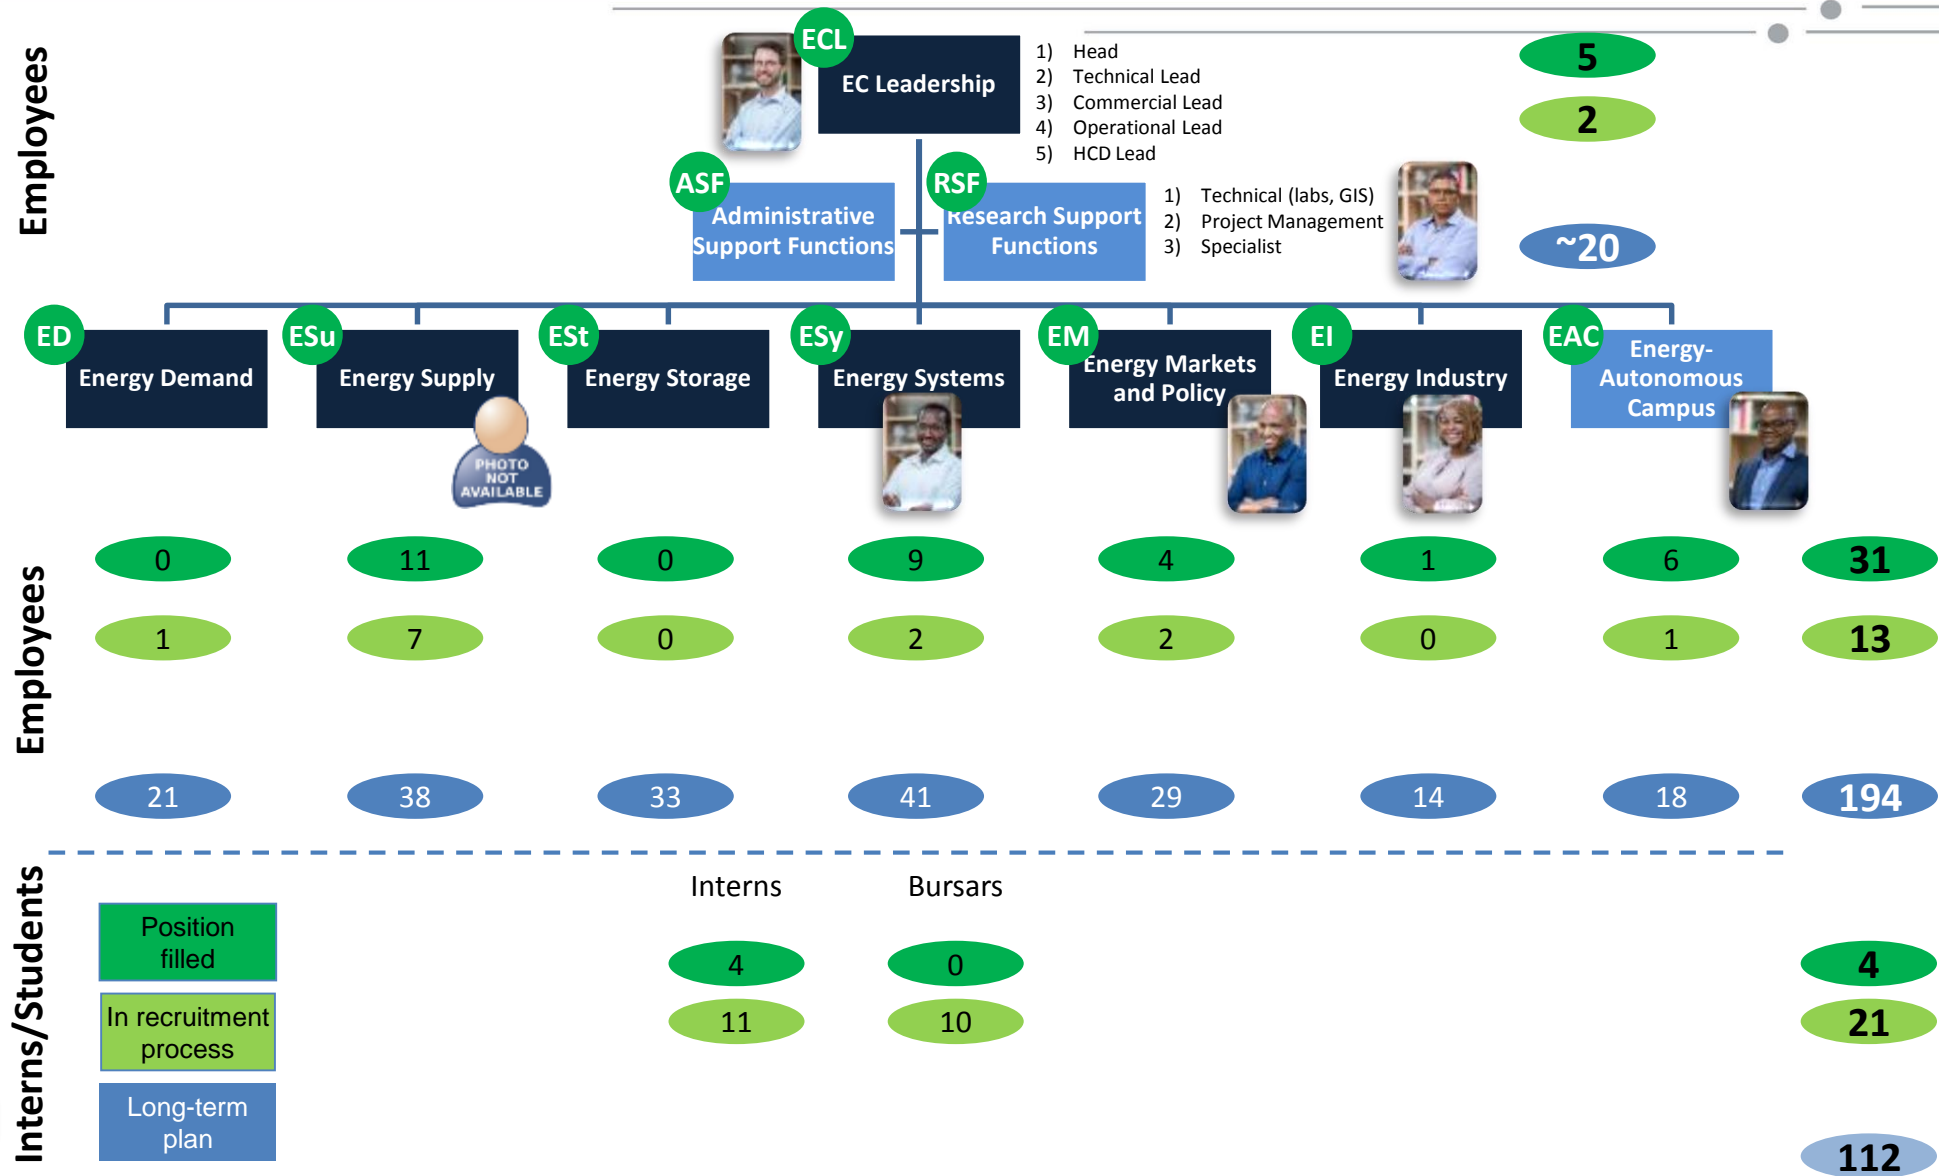 Employees
ECL
EC Leadership
1) Head
2) Technical Lead
3) Commercial Lead
4) Operational Lead
5) HCD Lead
5
2
ASF
Administrative
Support Functions
RSF
Research Support
Functions
1) Technical (labs, GIS)
2) Project Management
3) Specialist
~20
ED
Energy Demand
ESu
Energy Supply
PHOTO
NOT
AVAILABLE
ESt
Energy Storage
ESy
Energy Systems
EM
Energy Markets
and Policy
EI
Energy Industry
EAC
Energy-
Autonomous
Campus
Employees
0 11 0 9 4 1 6 31
1 7 0 2 2 0 1 13
21 38 33 41 29 14 18 194
Interns/Students
Interns Bursars
4 0 4
11 10 21
112
Position
filled
In recruitment
process
Long-term
plan